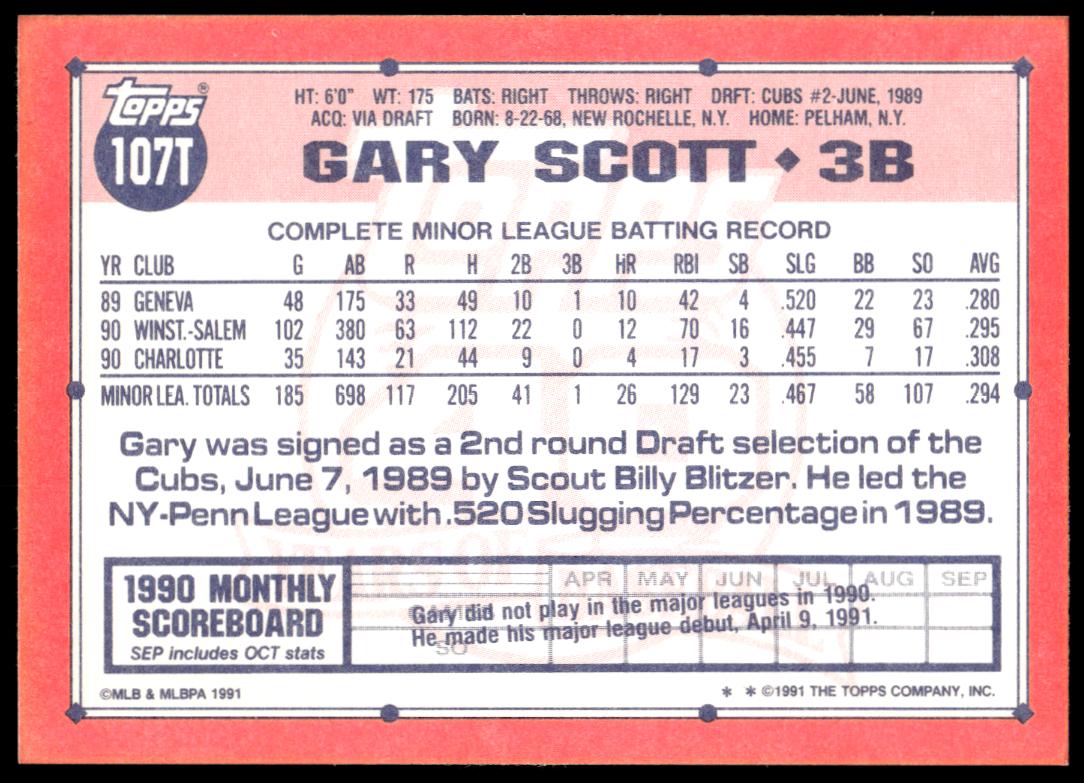 Topps®
107T
HT: 6'0" WT: 175 BATS: RIGHT THROWS: RIGHT DRFT: CUBS #2-JUNE, 1989
ACQ: VIA DRAFT BORN: 8-22-68, NEW ROCHELLE, N.Y. HOME: PELHAM, N.Y.
GARY SCOTT ♦ 3B
COMPLETE MINOR LEAGUE BATTING RECORD
YR CLUB G AB R H 2B 3B HR RBI SB SLG BB SO AVG
89 GENEVA 48 175 33 49 10 1 10 42 4 .520 22 23 .280
90 WINST.-SALEM 102 380 63 112 22 0 12 70 16 .447 29 67 .295
90 CHARLOTTE 35 143 21 44 9 0 4 17 3 .455 7 17 .308
MINOR LEA. TOTALS 185 698 117 205 41 1 26 129 23 .467 58 107 .294
Gary was signed as a 2nd round Draft selection of the
Cubs, June 7, 1989 by Scout Billy Blitzer. He led the
NY-Penn League with .520 Slugging Percentage in 1989.
1990 MONTHLY
SCOREBOARD
SEP includes OCT stats
APR MAY JUN JUL AUG SEP
Gary did not play in the major leagues in 1990.
He made his major league debut, April 9, 1991.
SO
©MLB & MLBPA 1991
* * ©1991 THE TOPPS COMPANY, INC.